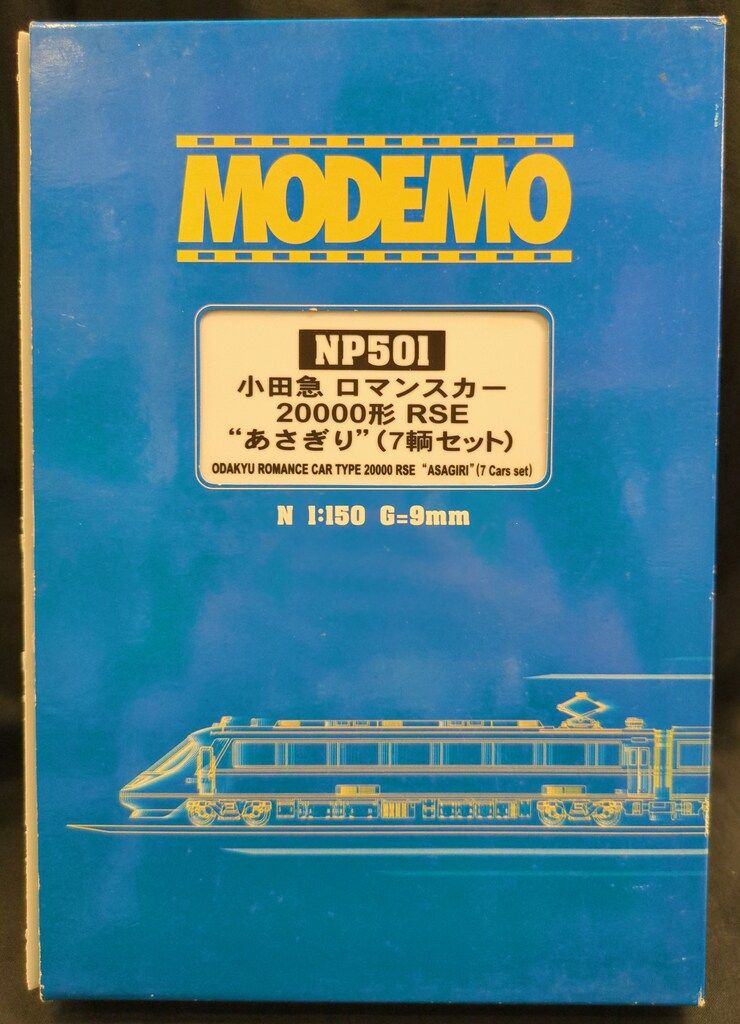 MODEMO
NP501
小田急 ロマンスカー
20000形 RSE
“あさぎり”(7輌セット)
ODAKYU ROMANCE CAR TYPE 20000 RSE “ASAGIRI”(7 Cars set)
N 1:150 G=9mm